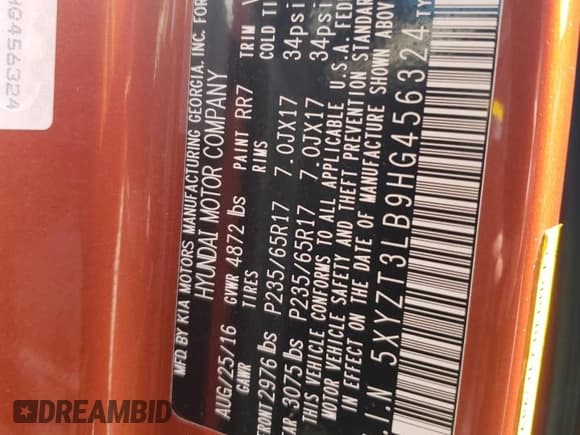 HG456324
MFD BY KIA MOTORS MANUFACTURING GEORGIA, INC. FOR
HYUNDAI MOTOR COMPANY
AUG/25/16 GVWR 4872 lbs PAINT RR7 TRIM
GAWR TIRES RIMS COLD TI
FRONT 2976 lbs P235/65R17 7.0JX17 34psi
REAR 3075 lbs P235/65R17 7.0JX17 34psi
THIS VEHICLE CONFORMS TO ALL APPLICABLE U.S.A. FED
MOTOR VEHICLE SAFETY AND THEFT PREVENTION STANDAR
EFFECT ON THE DATE OF MANUFACTURE SHOWN ABOV
5XYZT3LB9HG456324 TY
DREAMBID